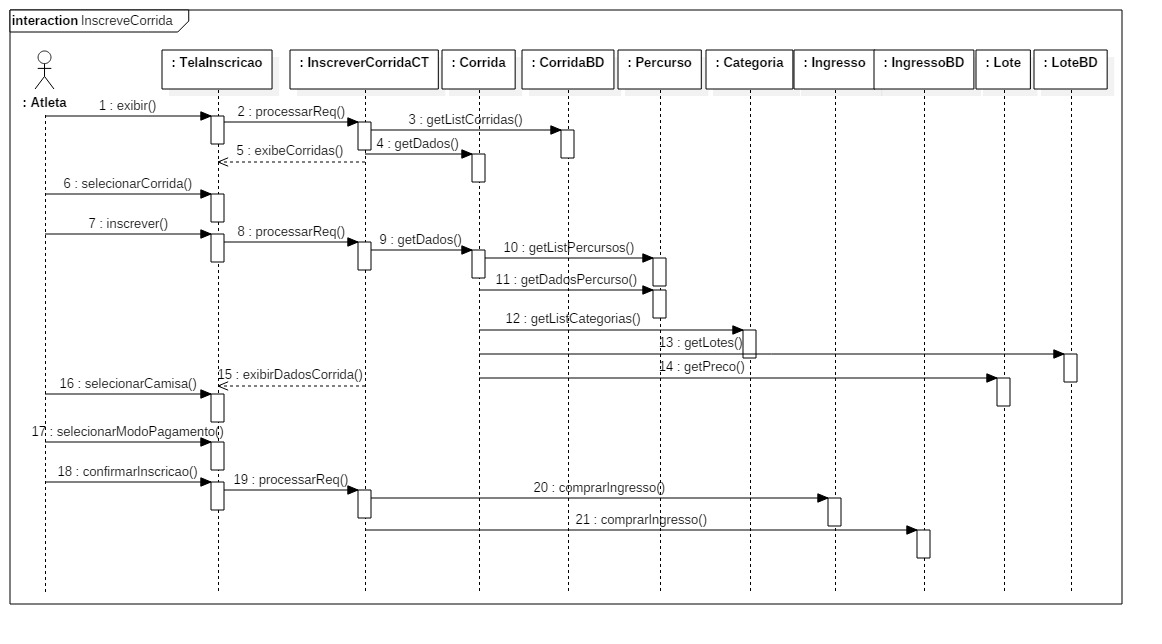 interaction InscreveCorrida
: TelaInscricao
: InscreverCorridaCT
: Corrida
: CorridaBD
: Percurso
: Categoria
: Ingresso
: IngressoBD
: Lote
: LoteBD
: Atleta
1 : exibir()
2 : processarReq()
3 : getListCorridas()
4 : getDados()
5 : exibeCorridas()
6 : selecionarCorrida()
7 : inscrever()
8 : processarReq()
9 : getDados()
10 : getListPercursos()
11 : getDadosPercurso()
12 : getListCategorias()
13 : getLotes()
14 : getPreco()
15 : exibirDadosCorrida()
16 : selecionarCamisa()
17 : selecionarModoPagamento()
18 : confirmarInscricao()
19 : processarReq()
20 : comprarIngresso()
21 : comprarIngresso()